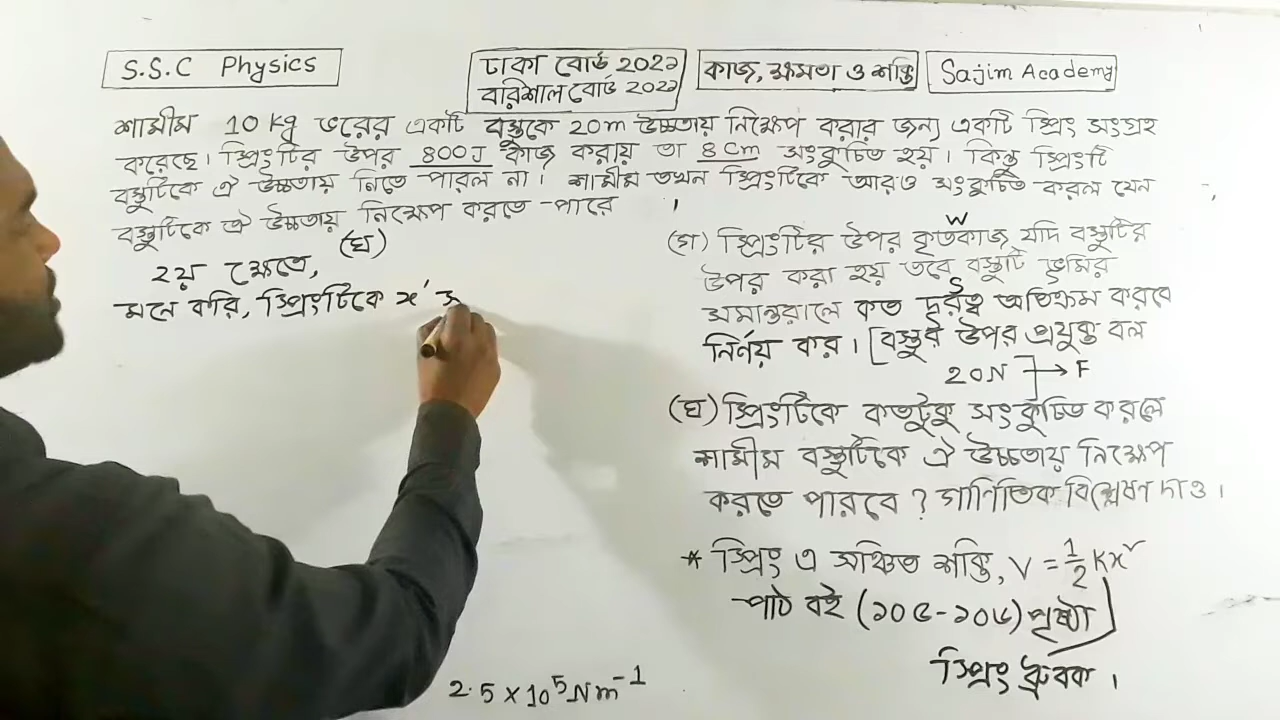 S.S.C Physics
ঢাকা বোর্ড ২০২১
বরিশাল বোর্ড ২০২১
কাজ, ক্ষমতা ও শক্তি
Sajim Academy
শামীম 10 kg ভরের একটি বস্তুকে 20m উচ্চতায় নিক্ষেপ করার জন্য একটি স্প্রিং সংগ্রহ
করেছে। স্প্রিংটির উপর 800J কাজ করায় তা 8 Cm সংকুচিত হয়। কিন্তু স্প্রিংটি
বস্তুটিকে ঐ উচ্চতায় নিতে পারল না। শামীম তখন স্প্রিংটিকে আরও সংকুচিত করল যেন
বস্তুটিকে ঐ উচ্চতায় নিক্ষেপ করতে পারে।
(ঘ)
২য় ক্ষেত্রে,
মনে করি, স্প্রিংটিকে x' স
(গ) স্প্রিংটির উপর কৃতকাজ যদি বস্তুটির
W
উপর করা হয় তবে বস্তুটি ভূমির
সমান্তরালে কত দূরত্ব অতিক্রম করবে
S
নির্ণয় কর। [বস্তুর উপর প্রযুক্ত বল
20N] → F
(ঘ) স্প্রিংটিকে কতটুকু সংকুচিত করলে
শামীম বস্তুটিকে ঐ উচ্চতায় নিক্ষেপ
করতে পারবে? গাণিতিক বিশ্লেষণ দাও।
* স্প্রিং এ সঞ্চিত শক্তি, V = 1/2 Kx²
পাঠ বই (১০৫-১০৬) পৃষ্ঠা
স্প্রিং ধ্রুবক।
2.5 × 10⁵ Nm⁻¹